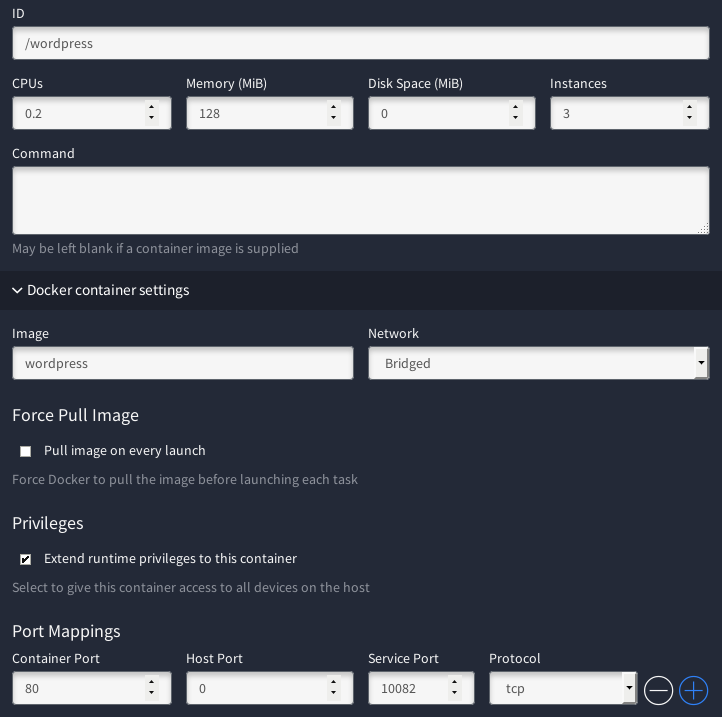 ID
/wordpress
CPUs Memory (MiB) Disk Space (MiB) Instances
0.2 128 0 3
Command
May be left blank if a container image is supplied
Docker container settings
Image Network
wordpress Bridged
Force Pull Image
Pull image on every launch
Force Docker to pull the image before launching each task
Privileges
Extend runtime privileges to this container
Select to give this container access to all devices on the host
Port Mappings
Container Port Host Port Service Port Protocol
80 0 10082 tcp